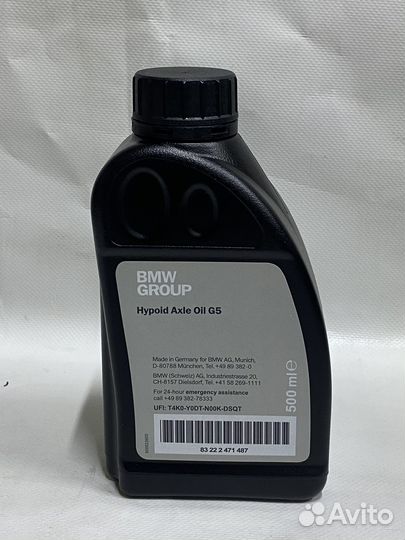 BMW
GROUP
Hypoid Axle Oil G5
Made in Germany for BMW AG, Munich,
D-80788 München, Tel. +49 89 382-0
BMW (Schweiz) AG, Industriestrasse 20,
CH-8157 Dielsdorf, Tel. +41 58 269-1111
For 24-hour emergency assistance
call +49 89 382-78333
UFI: T4K0-Y0DT-N00K-DSQT
83 22 2 471 487
500 ml ℮
Avito